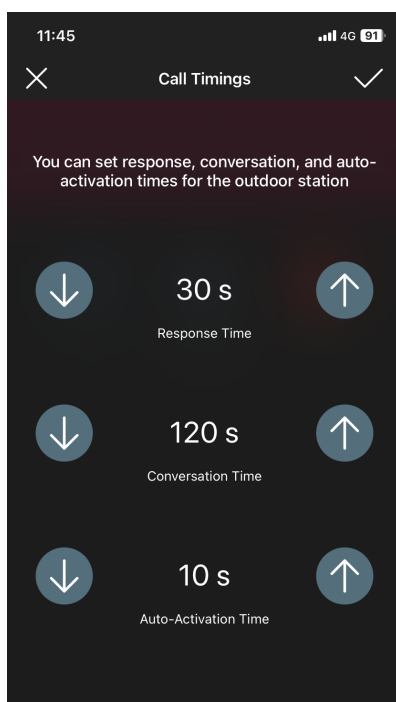 11:45
4G 91
Call Timings
You can set response, conversation, and auto-
activation times for the outdoor station
30 s
Response Time
120 s
Conversation Time
10 s
Auto-Activation Time